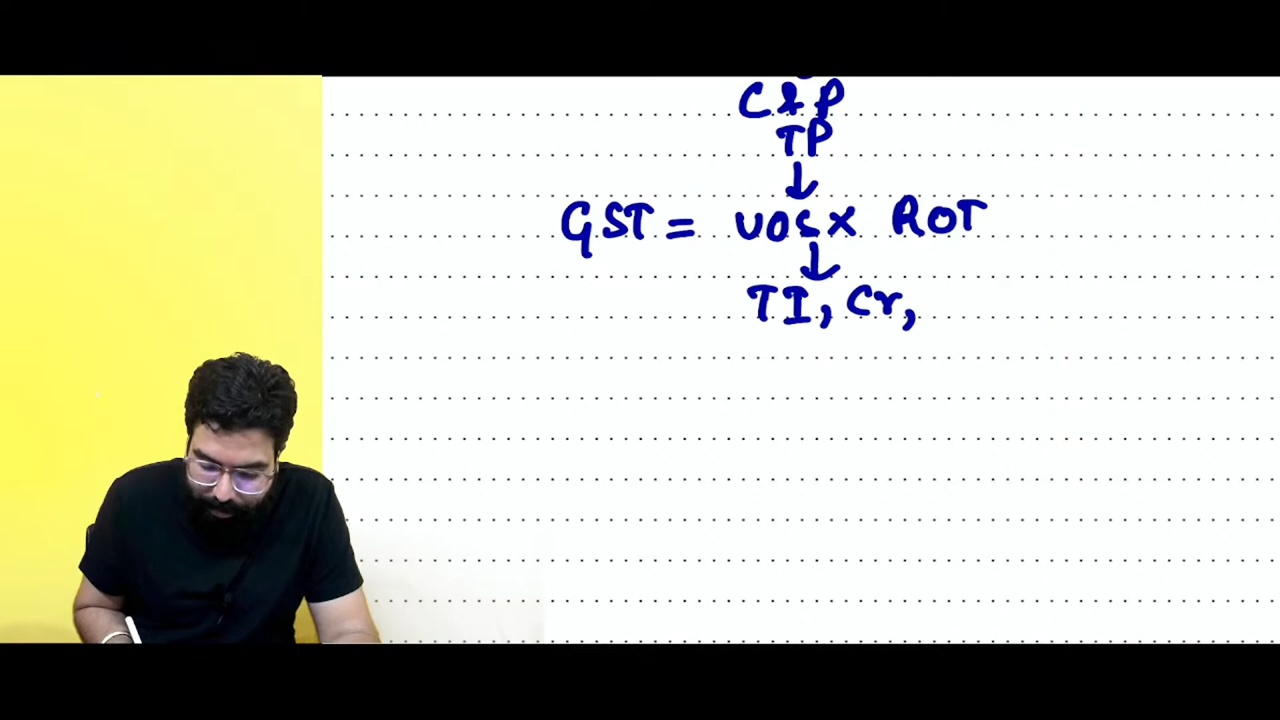 C & P
TP
↓
GST = VOS x ROT
↓
TI, Cr,